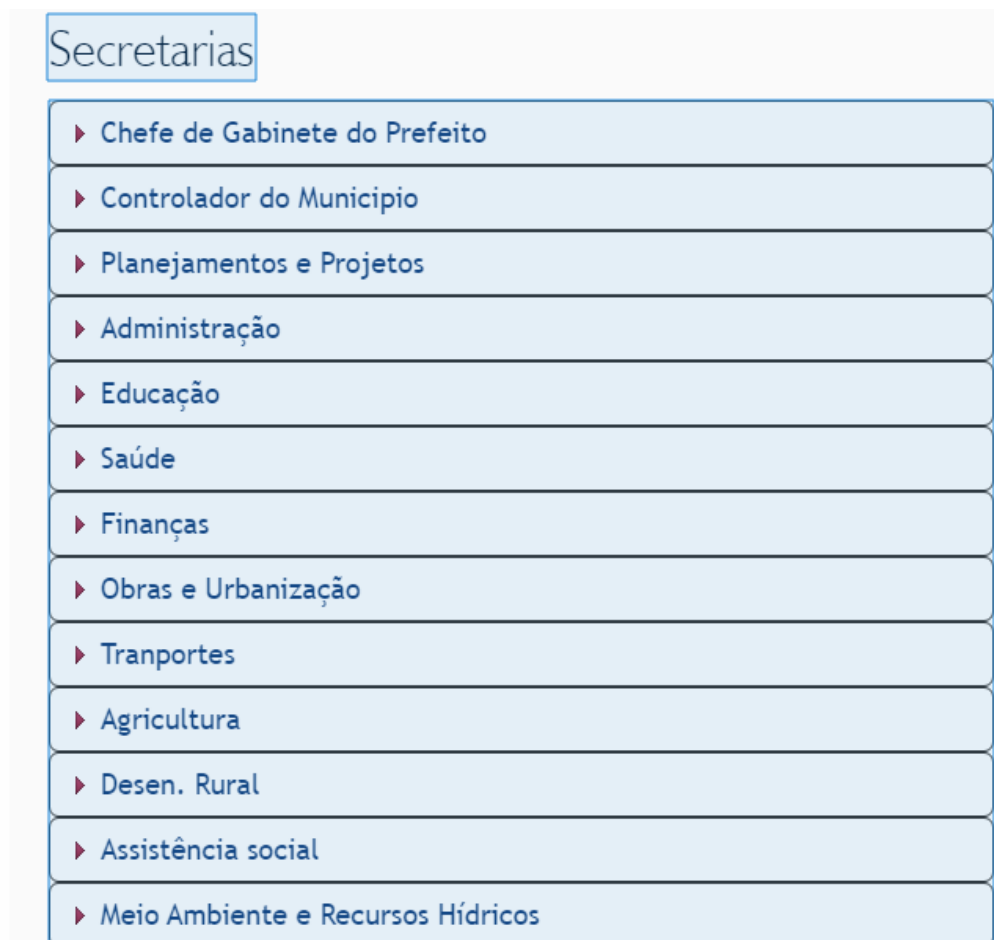 Secretarias
Chefe de Gabinete do Prefeito
Controlador do Municipio
Planejamentos e Projetos
Administração
Educação
Saúde
Finanças
Obras e Urbanização
Tranportes
Agricultura
Desen. Rural
Assistência social
Meio Ambiente e Recursos Hídricos